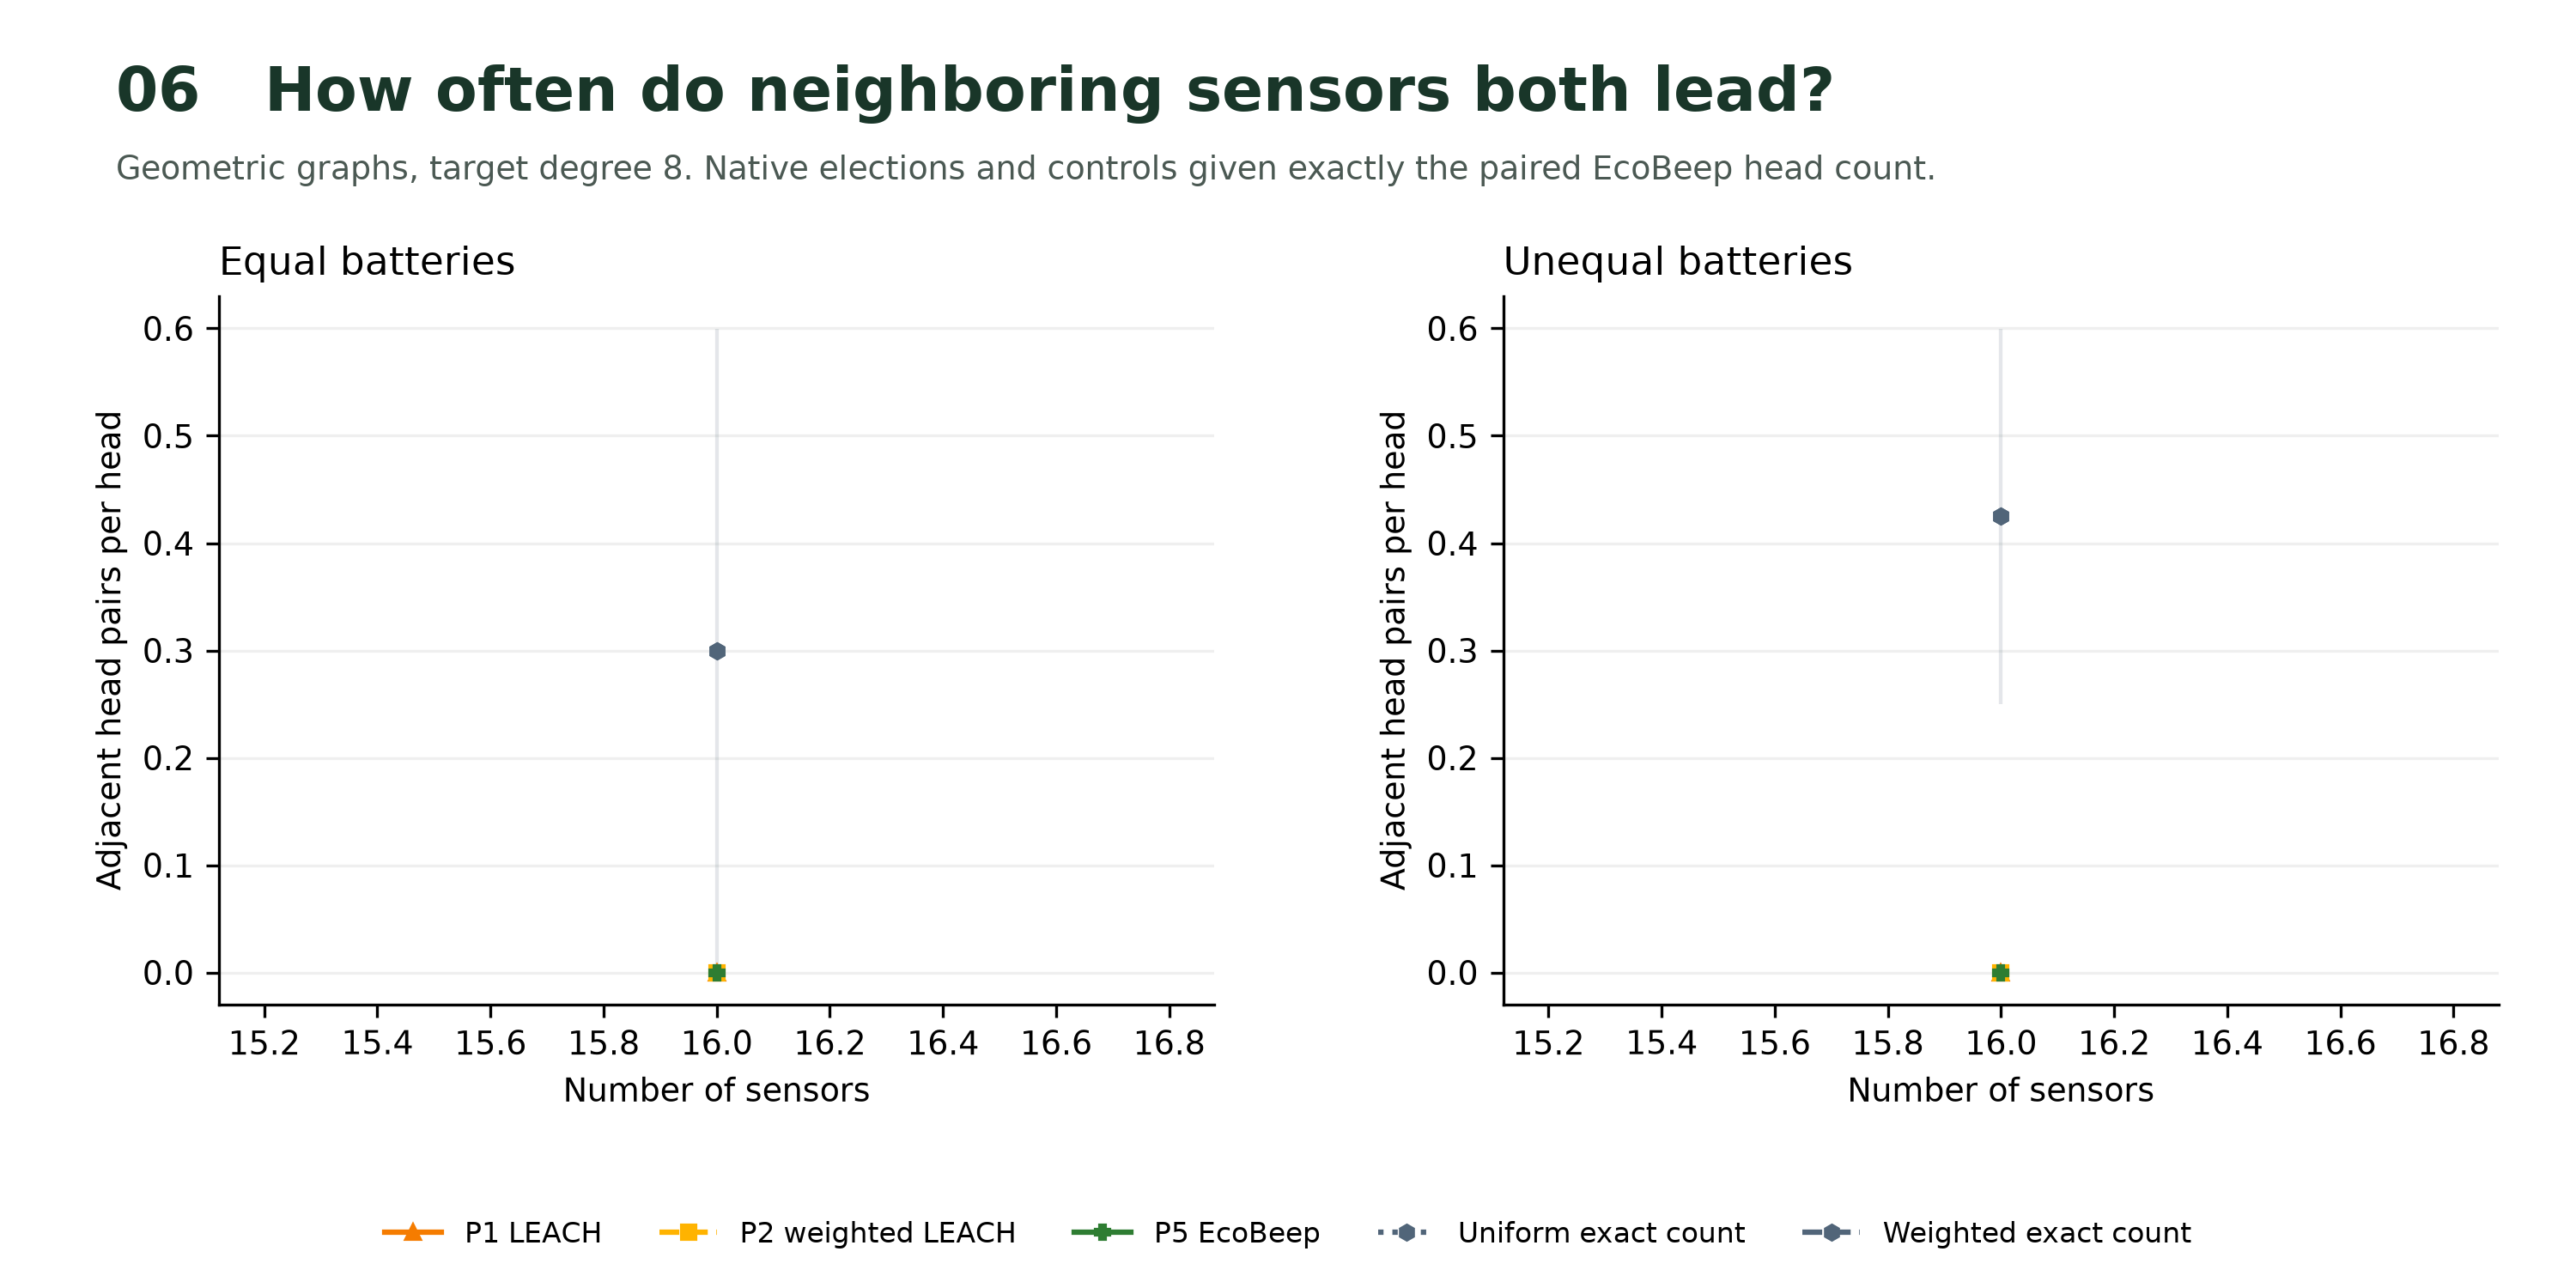 06 How often do neighboring sensors both lead?
Geometric graphs, target degree 8. Native elections and controls given exactly the paired EcoBeep head count.
Equal batteries
Adjacent head pairs per head
0.6
0.5
0.4
0.3
0.2
0.1
0.0
15.2 15.4 15.6 15.8 16.0 16.2 16.4 16.6 16.8
Number of sensors
Unequal batteries
Adjacent head pairs per head
0.6
0.5
0.4
0.3
0.2
0.1
0.0
15.2 15.4 15.6 15.8 16.0 16.2 16.4 16.6 16.8
Number of sensors
P1 LEACH P2 weighted LEACH P5 EcoBeep Uniform exact count Weighted exact count